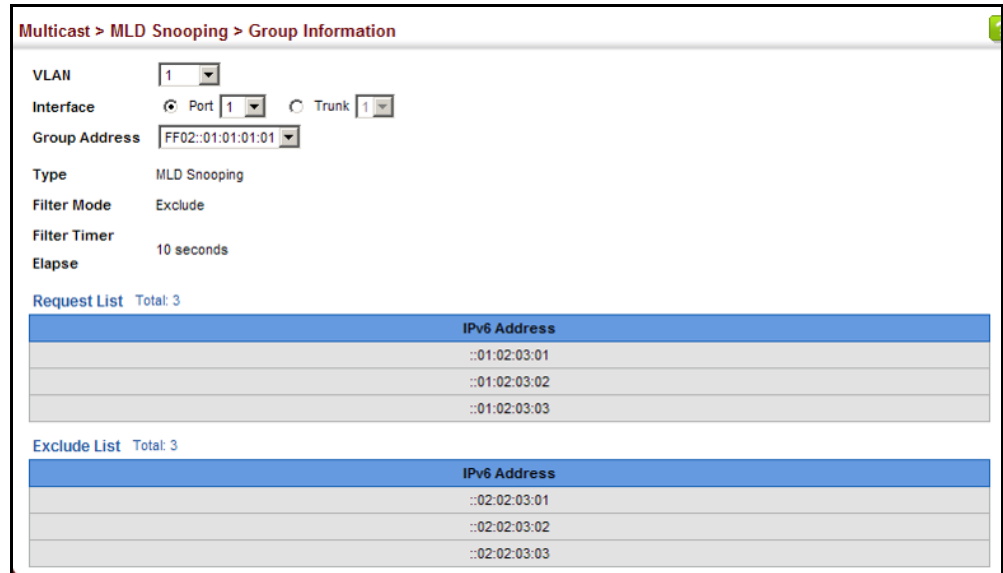 Multicast > MLD Snooping > Group Information
VLAN 1
Interface Port 1 Trunk 1
Group Address FF02::01:01:01:01
Type MLD Snooping
Filter Mode Exclude
Filter Timer
Elapse 10 seconds
Request List Total: 3
IPv6 Address
::01:02:03:01
::01:02:03:02
::01:02:03:03
Exclude List Total: 3
IPv6 Address
::02:02:03:01
::02:02:03:02
::02:02:03:03